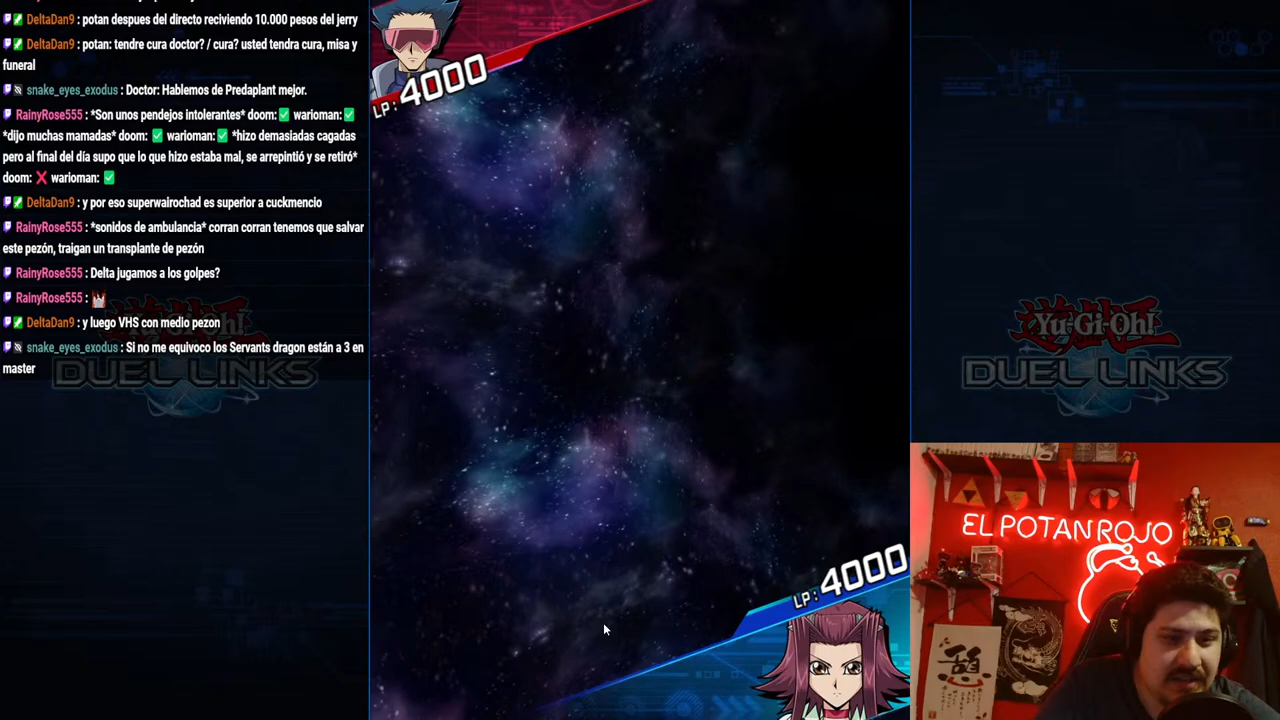 DeltaDan9 : potan despues del directo reciviendo 10.000 pesos del jerry
DeltaDan9 : potan: tendre cura doctor? / cura? usted tendra cura, misa y
funeral
snake_eyes_exodus : Doctor: Hablemos de Predaplant mejor.
RainyRose555 : *Son unos pendejos intolerantes* doom:✅ warioman:✅
*dijo muchas mamadas* doom: ✅ warioman:✅ *hizo demasiadas cagadas
pero al final del día supo que lo que hizo estaba mal, se arrepintió y se retiró*
doom: ❌ warioman: ✅
DeltaDan9 : y por eso superwairochad es superior a cuckmencio
RainyRose555 : *sonidos de ambulancia* corran corran tenemos que salvar
este pezón, traigan un transplante de pezón
RainyRose555 : Delta jugamos a los golpes?
RainyRose555 :
DeltaDan9 : y luego VHS con medio pezon
snake_eyes_exodus : Si no me equivoco los Servants dragon están a 3 en
master
Yu-Gi-Oh!
DUEL LINKS
LP: 4000
LP: 4000
Yu-Gi-Oh!
DUEL LINKS
EL POTAN ROJO